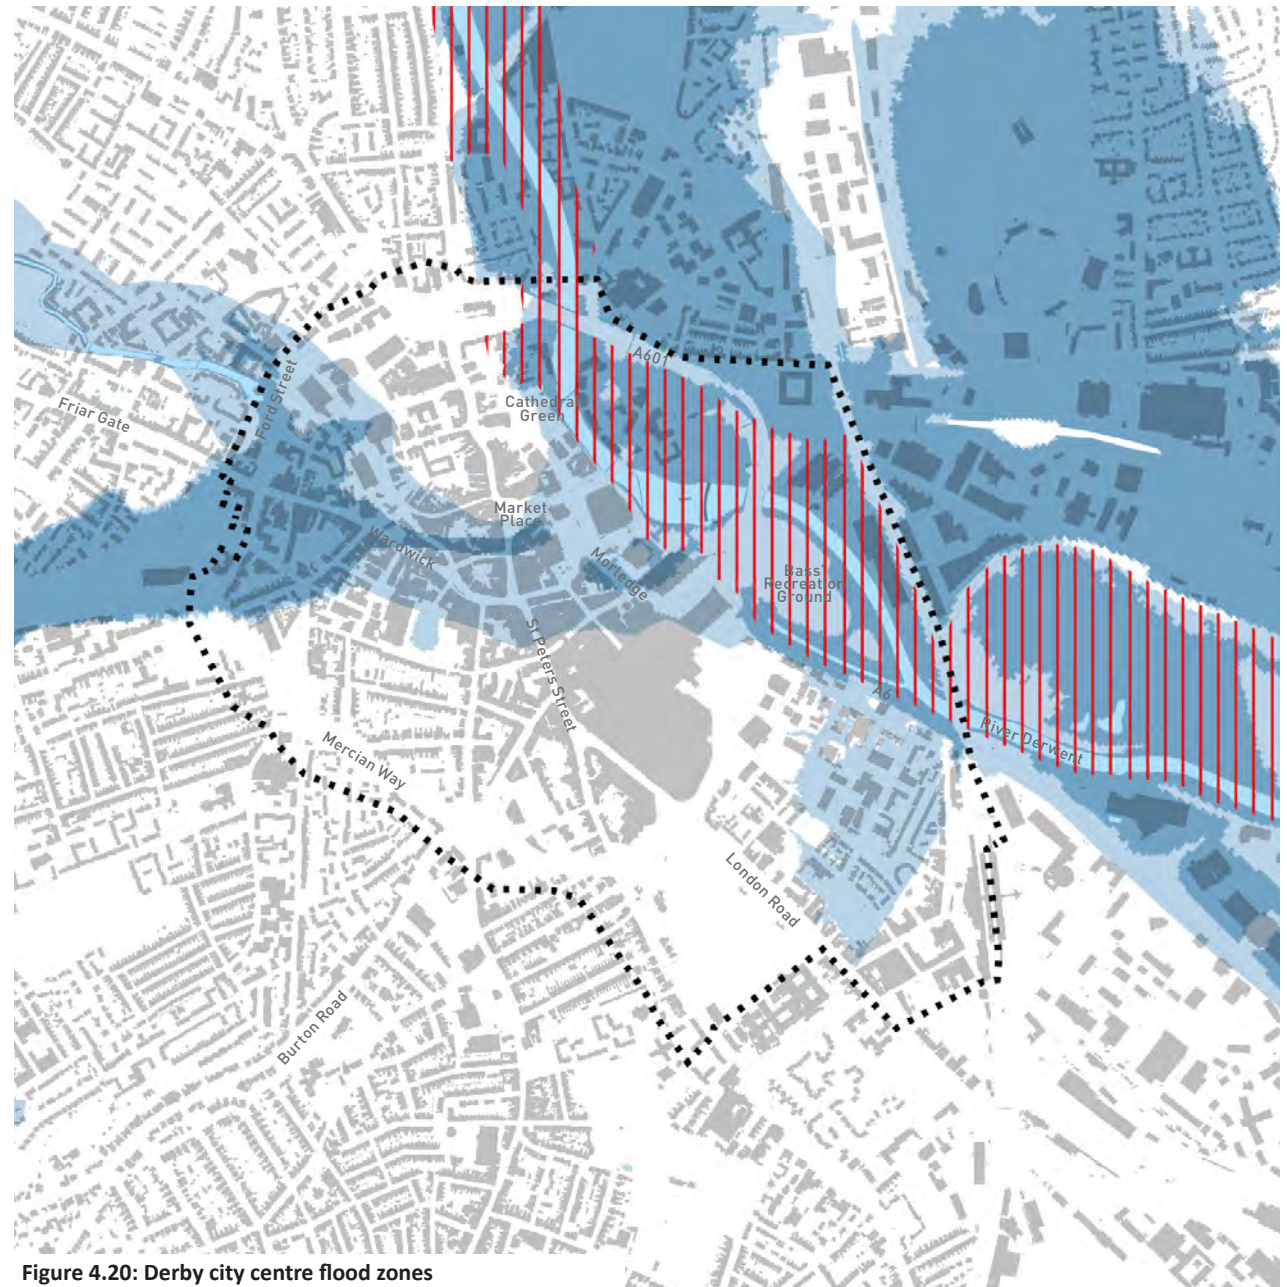 A601
Ford Street
Friar Gate
Cathedral
Green
Market
Place
Wardwick
Morledge
Bass'
Recreation
Ground
St Peters Street
A6
River Derwent
Mercian Way
London Road
Burton Road
Figure 4.20: Derby city centre flood zones